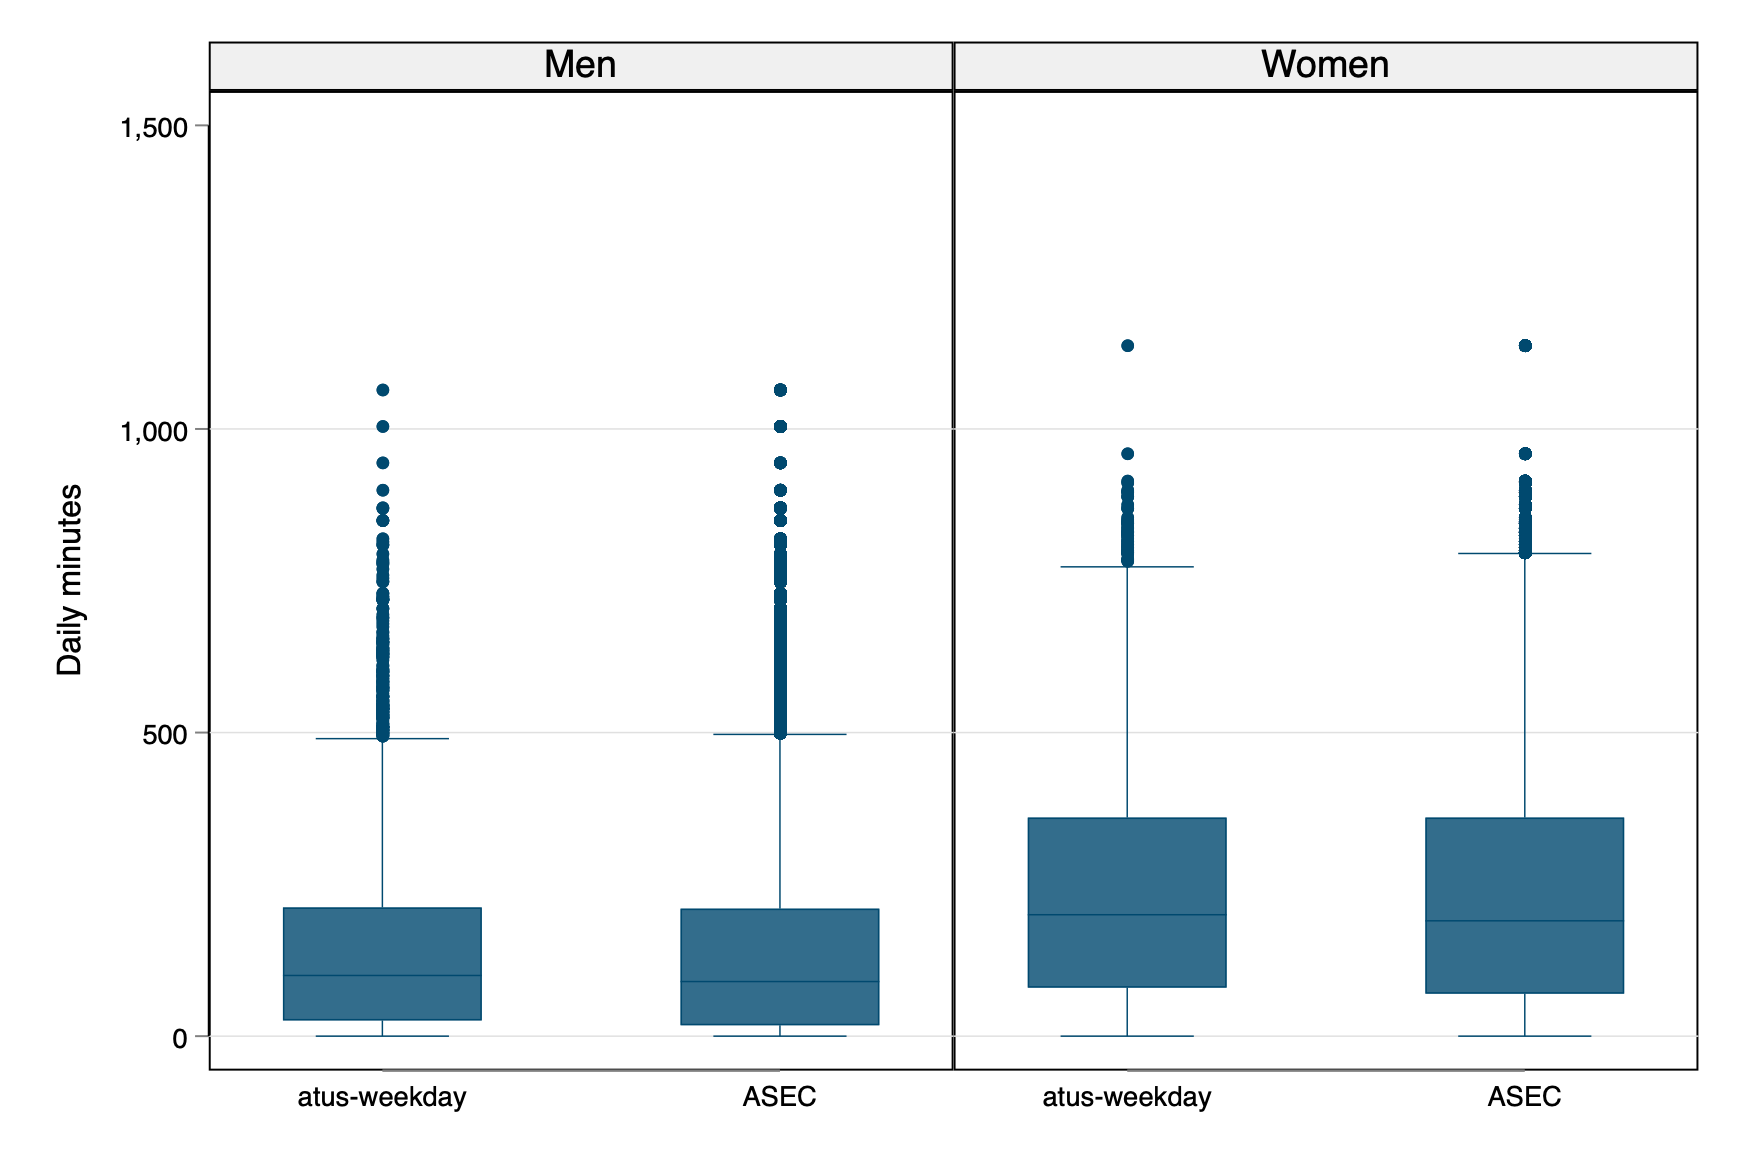 Men
Women
1,500
1,000
500
0
Daily minutes
atus-weekday
ASEC
atus-weekday
ASEC